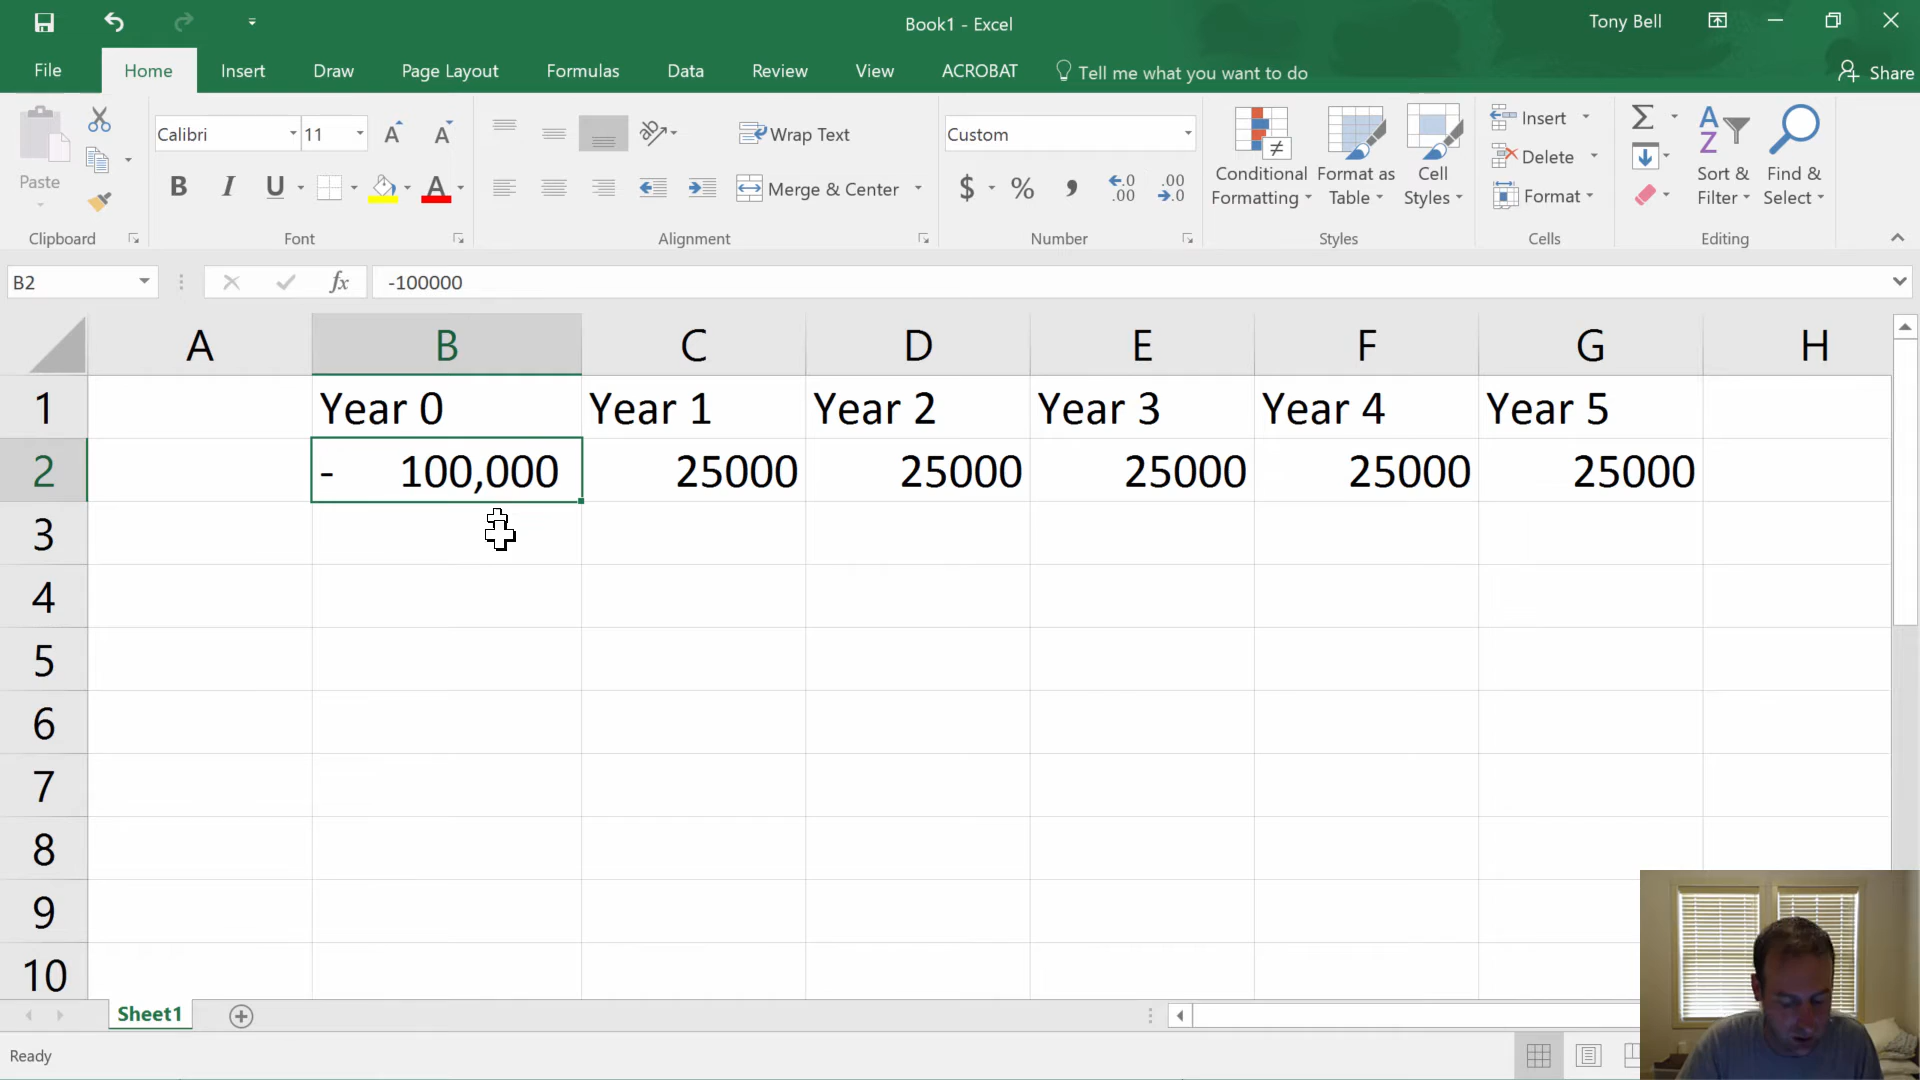 Book1 - Excel
Tony Bell
File Home Insert Draw Page Layout Formulas Data Review View ACROBAT Tell me what you want to do Share
Paste
Calibri 11
Wrap Text
Merge & Center
Custom
$ %
Conditional Formatting
Format as Table
Cell Styles
Insert
Delete
Format
Sort & Filter
Find & Select
Clipboard Font Alignment Number Styles Cells Editing
B2 fx -100000
A B C D E F G H
1 Year 0 Year 1 Year 2 Year 3 Year 4 Year 5
2 - 100,000 25000 25000 25000 25000 25000
3
4
5
6
7
8
9
10
Sheet1
Ready